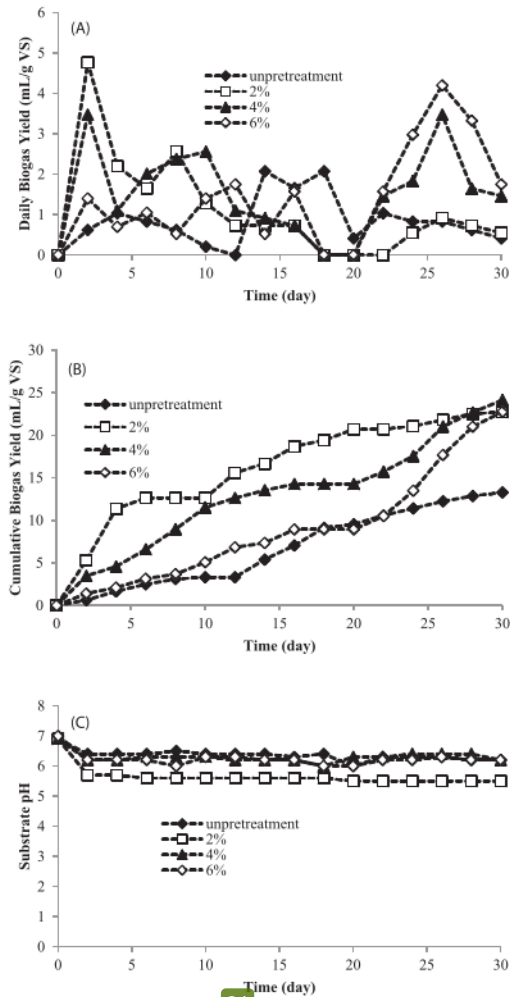 (A)
Daily Biogas Yield (mL/g VS)
6
5
4
3
2
1
0
unpretreatment
2%
4%
6%
0 5 10 15 20 25 30
Time (day)
(B)
Cumulative Biogas Yield (mL/g VS)
30
25
20
15
10
5
0
unpretreatment
2%
4%
6%
0 5 10 15 20 25 30
Time (day)
(C)
Substrate pH
8
7
6
5
4
3
2
1
0
unpretreatment
2%
4%
6%
0 5 10 15 20 25 30
Time (day)